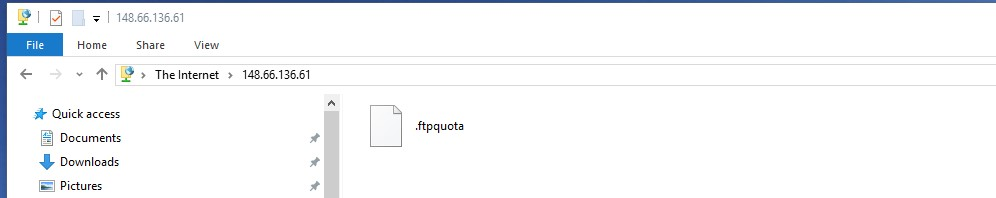 148.66.136.61
File Home Share View
The Internet 148.66.136.61
Quick access
Documents
Downloads
Pictures
.ftpquota